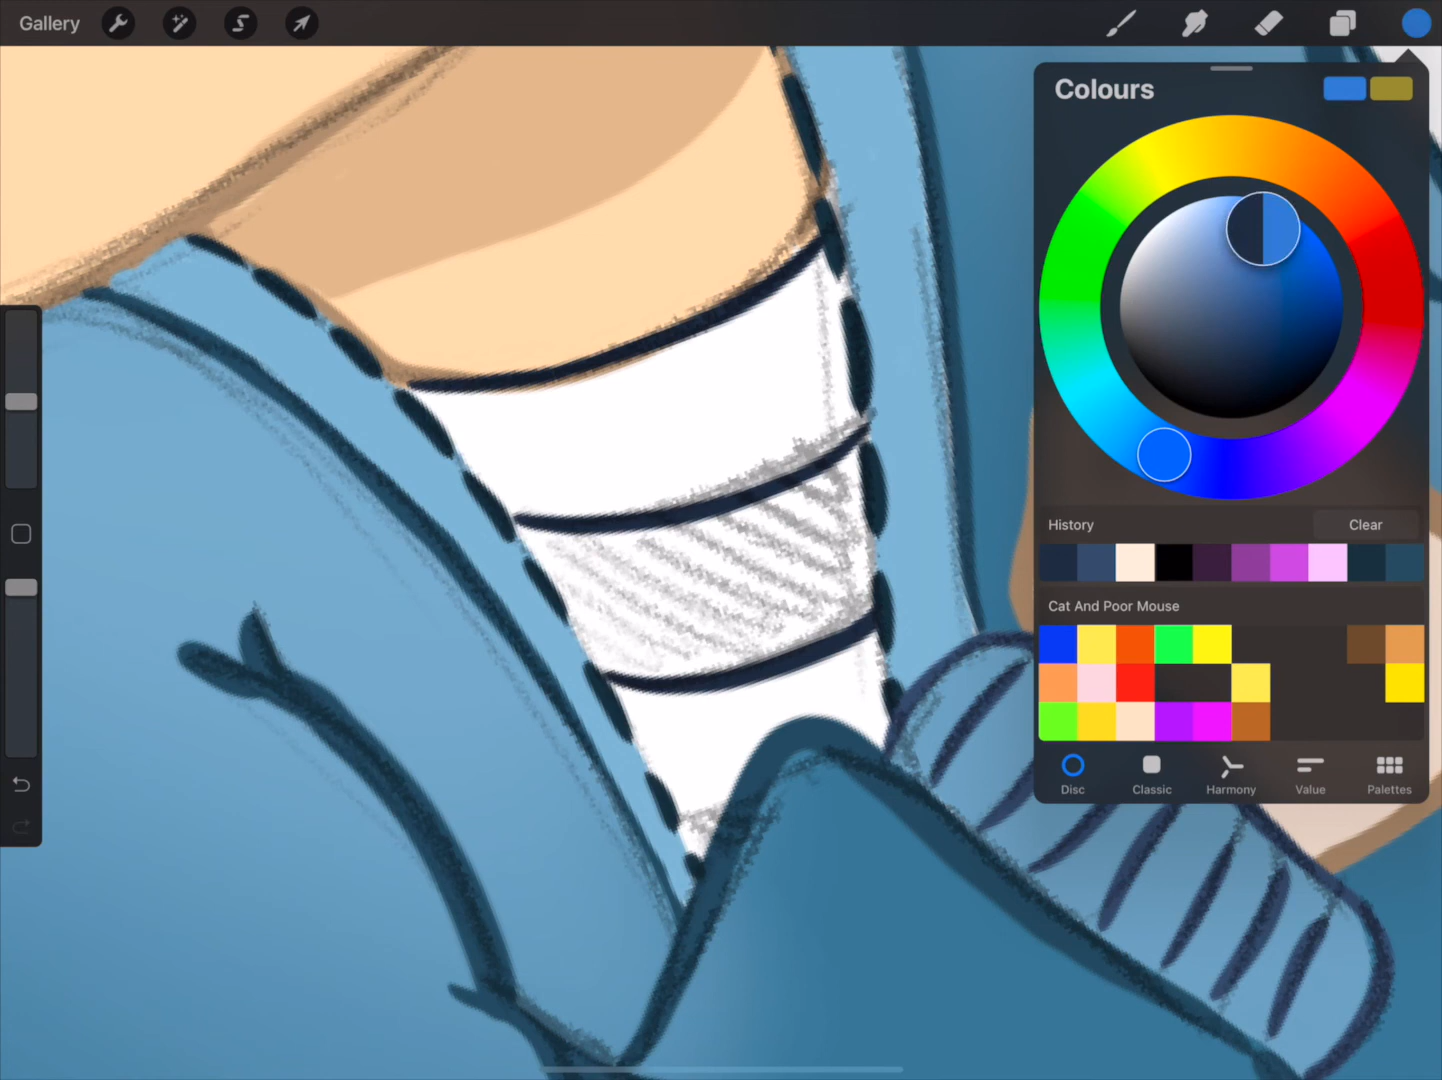 Gallery
Colours
History
Clear
Cat And Poor Mouse
Disc
Classic
Harmony
Value
Palettes